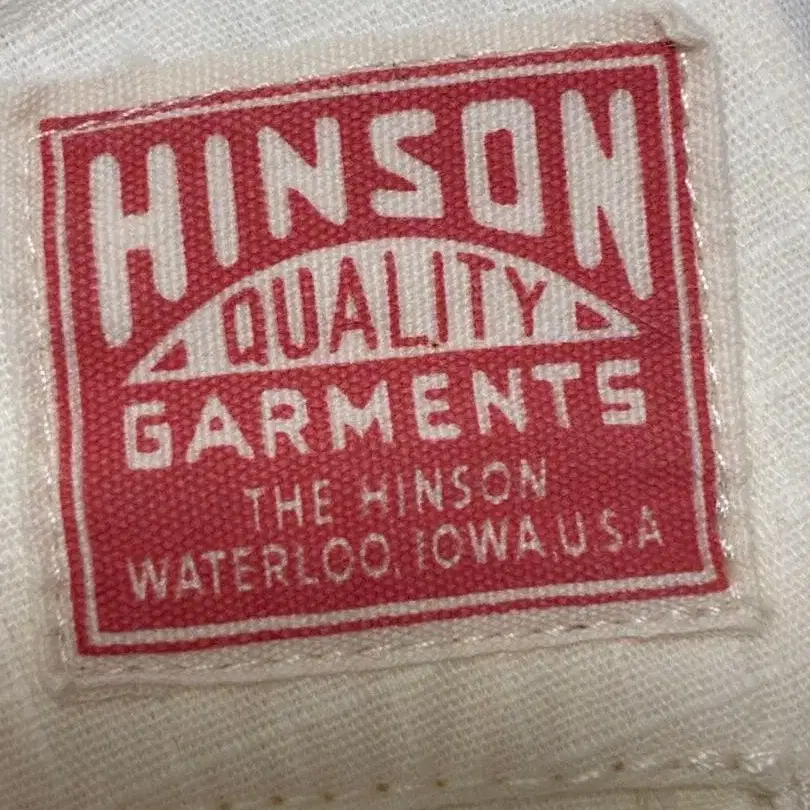 HINSON
QUALITY
GARMENTS
THE HINSON
WATERLOO, IOWA, U.S.A